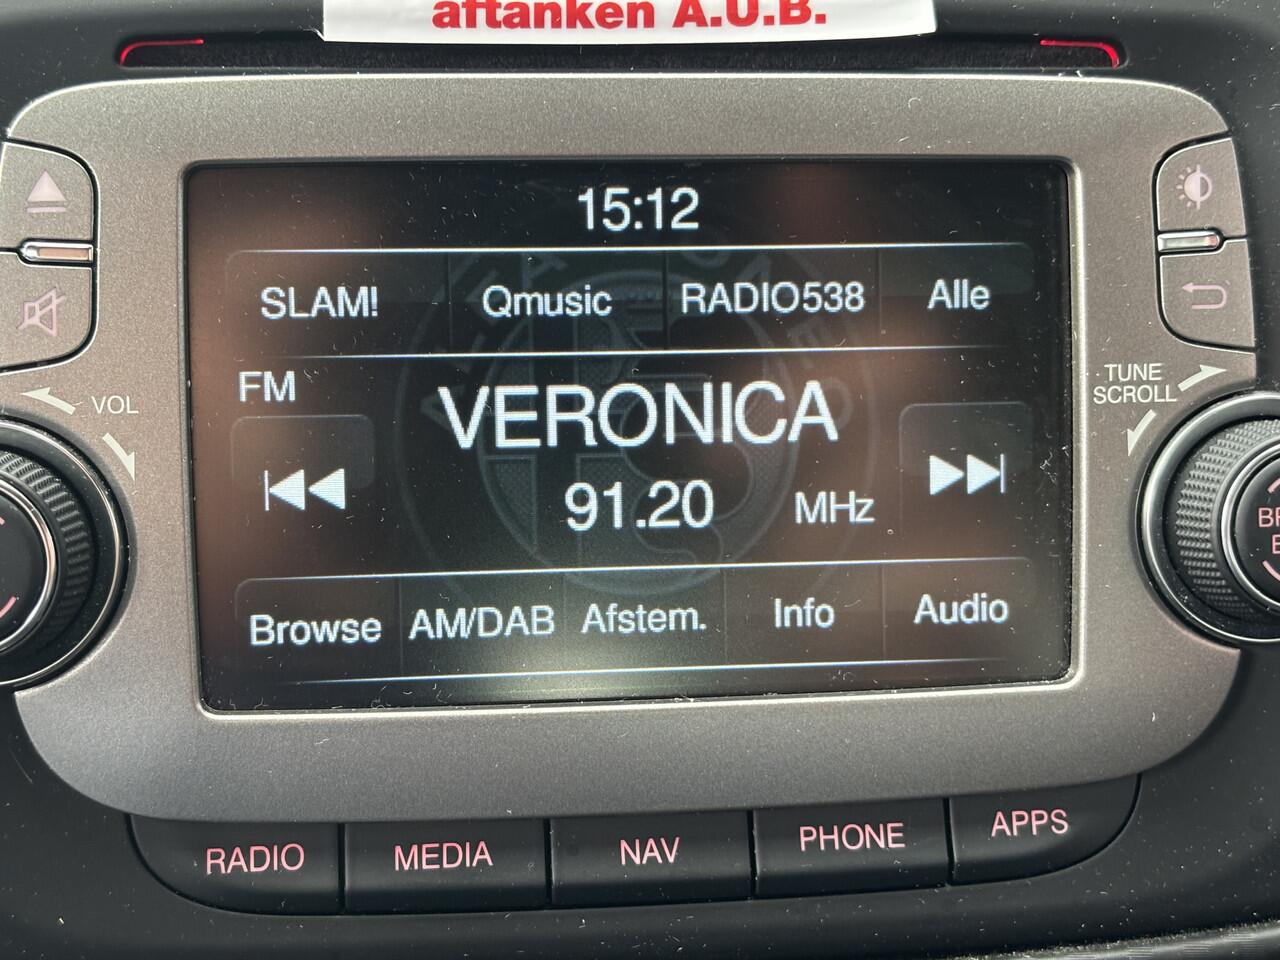 aftanken A.U.B.
15:12
SLAM! Qmusic RADIO538 Alle
FM
VERONICA
91.20 MHz
Browse AM/DAB Afstem. Info Audio
VOL
TUNE
SCROLL
RADIO MEDIA NAV PHONE APPS